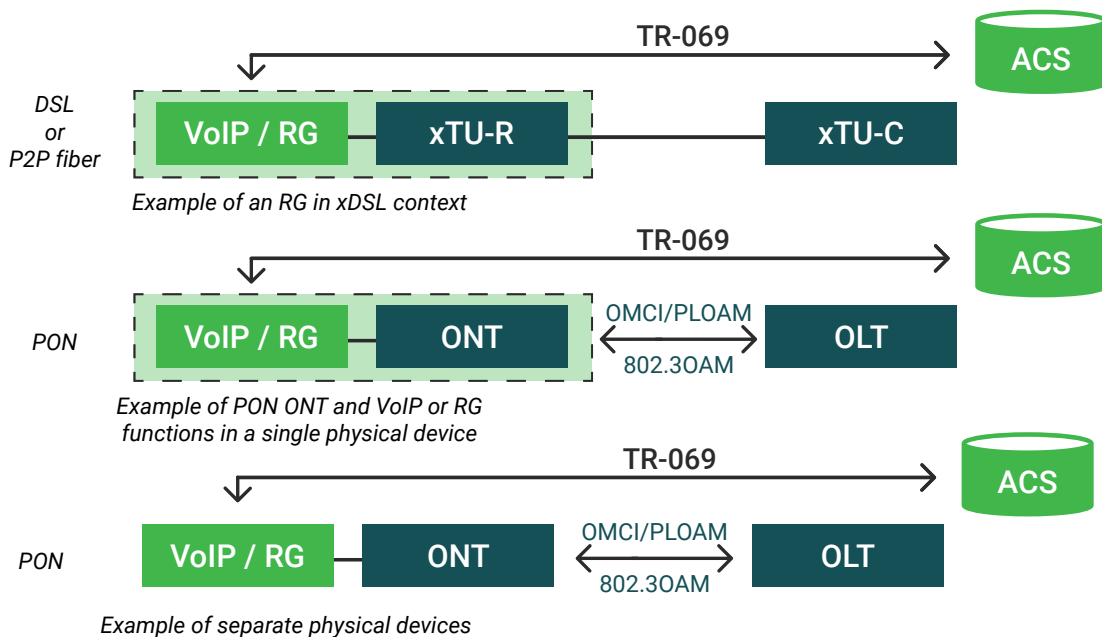 TR-069
ACS
DSL
or
P2P fiber
VoIP / RG
xTU-R
xTU-C
Example of an RG in xDSL context
TR-069
ACS
PON
VoIP / RG
ONT
OMCI/PLOAM
802.3OAM
OLT
Example of PON ONT and VoIP or RG
functions in a single physical device
TR-069
ACS
PON
VoIP / RG
ONT
OMCI/PLOAM
802.3OAM
OLT
Example of separate physical devices